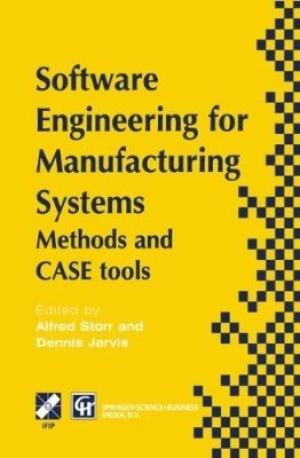 Software
Engineering for
Manufacturing
Systems
Methods and
CASE tools
Edited by
Alfred Storr and
Dennis Jarvis
IFIP
CH
SPRINGER-SCIENCE+BUSINESS
MEDIA, B.V.